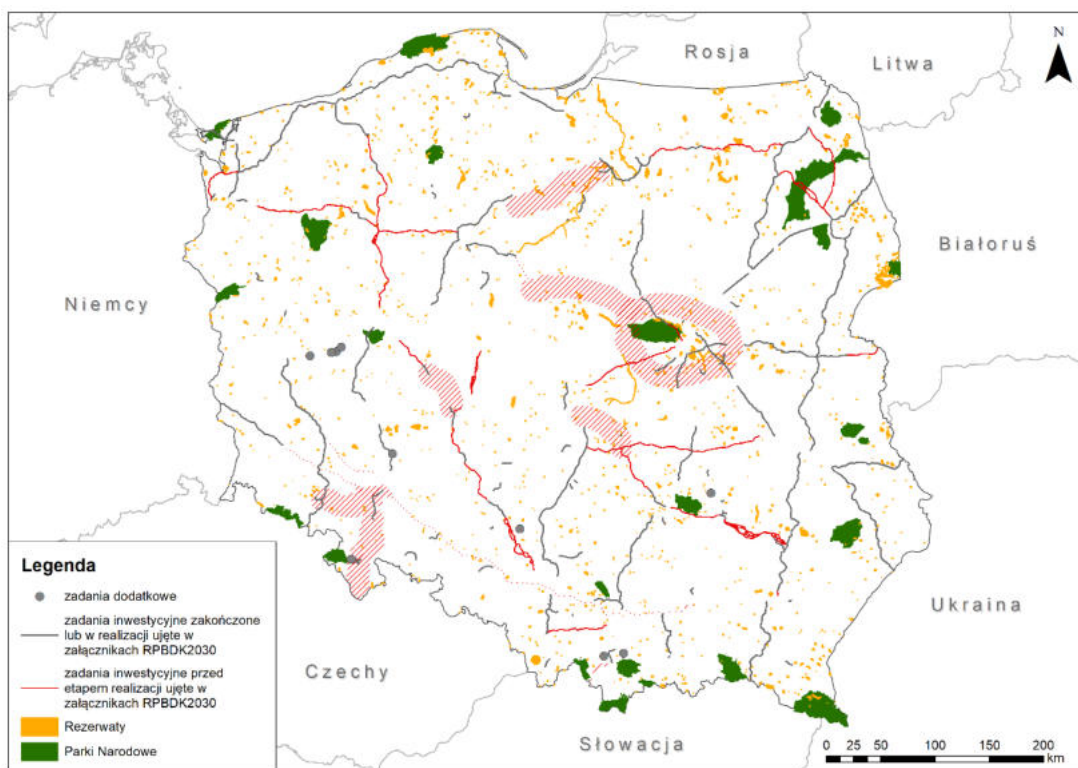 Rosja
N
Litwa
Białoruś
Niemcy
Ukraina
Czechy
Słowacja
Legenda
zadania dodatkowe
zadania inwestycyjne zakończone
lub w realizacji ujęte w
załącznikach RPBDK2030
zadania inwestycyjne przed
etapem realizacji ujęte w
załącznikach RPBDK2030
Rezerwaty
Parki Narodowe
0 25 50 100 150 200
km